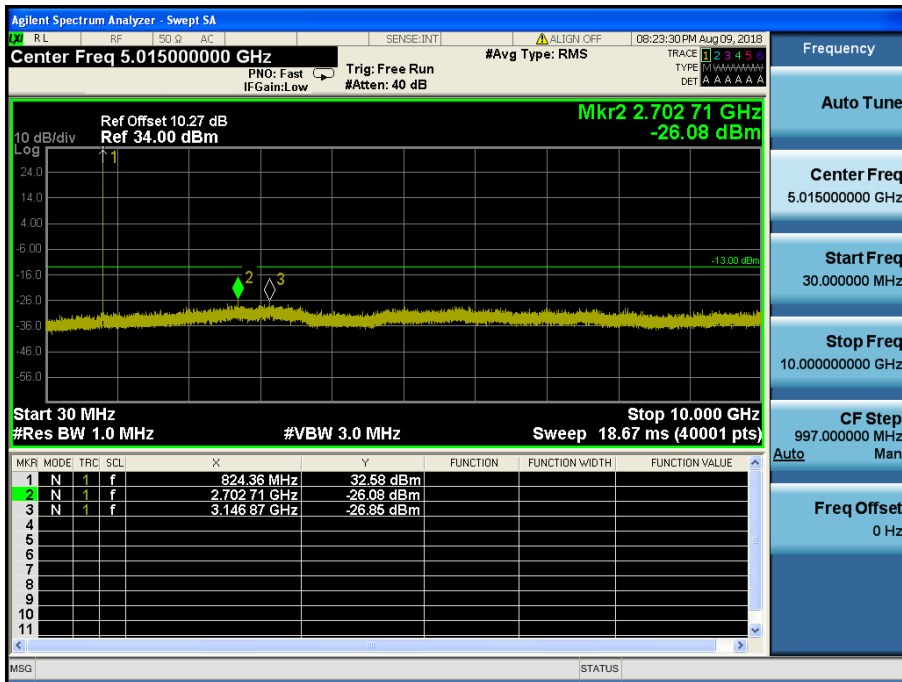 Agilent Spectrum Analyzer - Swept SA
LXI RL RF 50 Ω AC SENSE:INT ALIGN OFF 08:23:30 PM Aug 09, 2018
Center Freq 5.015000000 GHz
PNO: Fast
IFGain:Low
Trig: Free Run
#Atten: 40 dB
#Avg Type: RMS
TRACE 1 2 3 4 5 6
TYPE M WWWWW
DET A A A A A A
Frequency
Auto Tune
Center Freq
5.015000000 GHz
Start Freq
30.000000 MHz
Stop Freq
10.000000000 GHz
CF Step
997.000000 MHz
Auto Man
Freq Offset
0 Hz
Mkr2 2.702 71 GHz
-26.08 dBm
Ref Offset 10.27 dB
10 dB/div Ref 34.00 dBm
Log
1
24.0
14.0
4.00
-6.00
-13.00 dBm
-16.0
2 3
-26.0
-36.0
-46.0
-56.0
Start 30 MHz Stop 10.000 GHz
#Res BW 1.0 MHz #VBW 3.0 MHz Sweep 18.67 ms (40001 pts)
MKR MODE TRC SCL X Y FUNCTION FUNCTION WIDTH FUNCTION VALUE
1 N 1 f 824.36 MHz 32.58 dBm
2 N 1 f 2.702 71 GHz -26.08 dBm
3 N 1 f 3.146 87 GHz -26.85 dBm
4
5
6
7
8
9
10
11
MSG STATUS